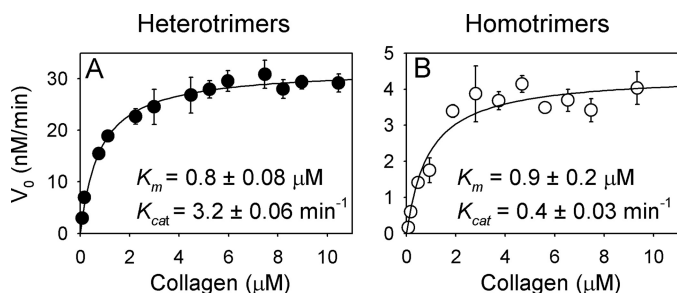 Heterotrimers
Homotrimers
A
B
V0 (nM/min)
40
30
20
10
0
5
4
3
2
1
0
Km = 0.8 ± 0.08 μM
Kcat = 3.2 ± 0.06 min-1
Km = 0.9 ± 0.2 μM
Kcat = 0.4 ± 0.03 min-1
0 2 4 6 8 10
0 2 4 6 8 10
Collagen (μM)
Collagen (μM)